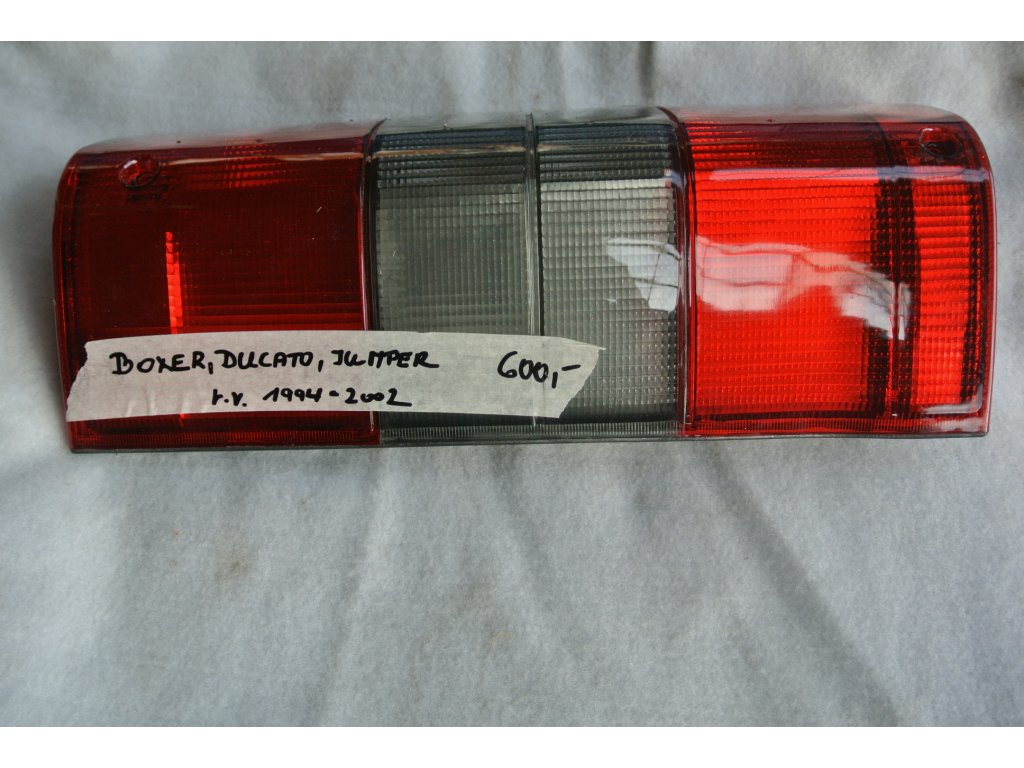 BOXER, DUCATO, JUMPER 600,-
r.v. 1994-2002